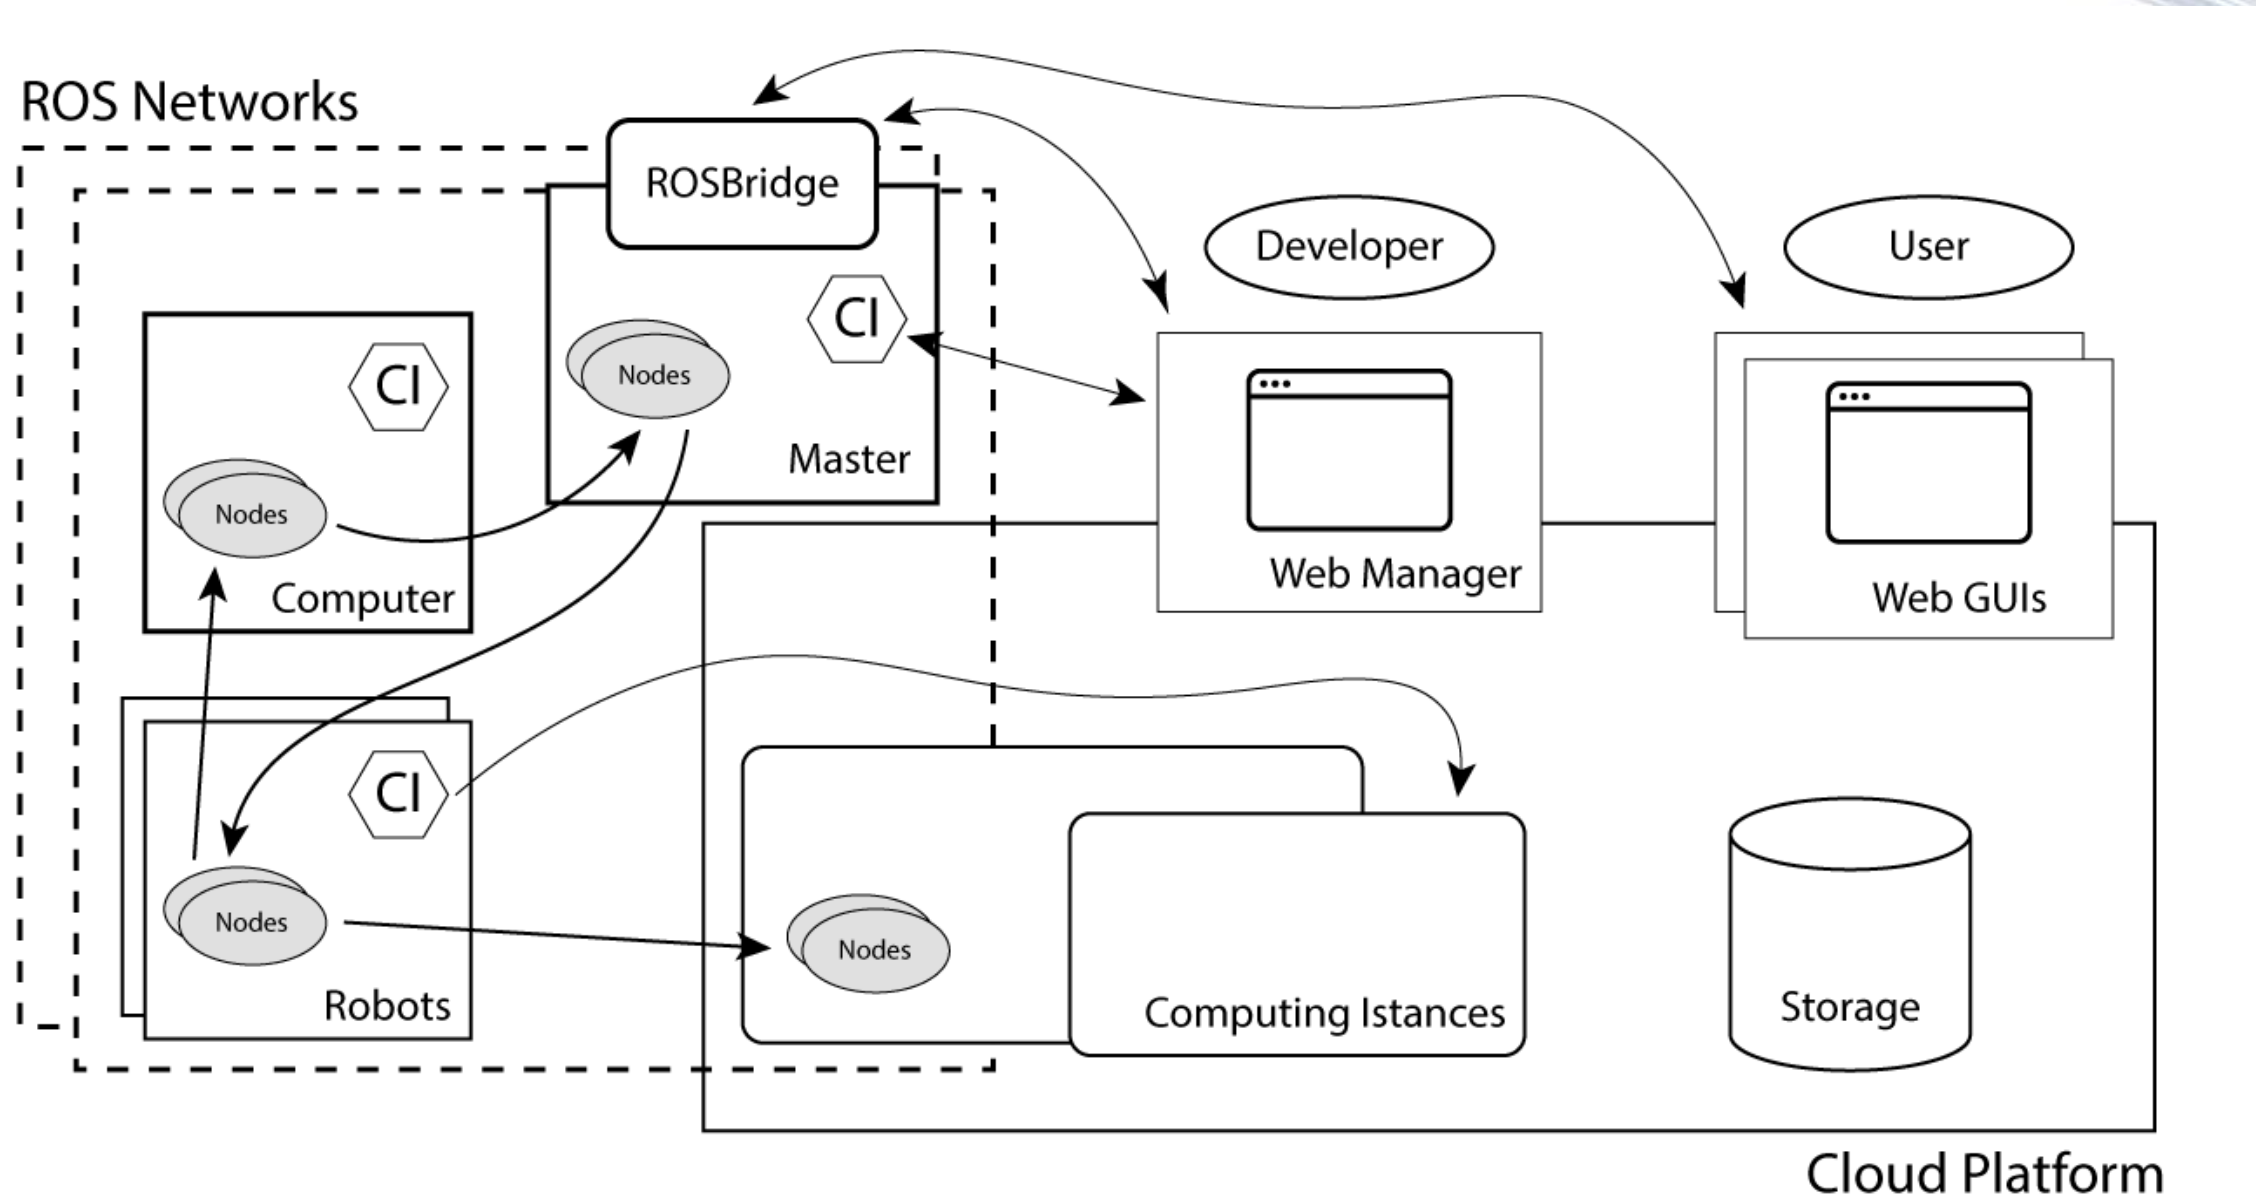 ROS Networks
ROSBridge
Developer
User
CI
CI
Nodes
Master
Nodes
Computer
Web Manager
Web GUIs
CI
Nodes
Robots
Nodes
Computing Istances
Storage
Cloud Platform